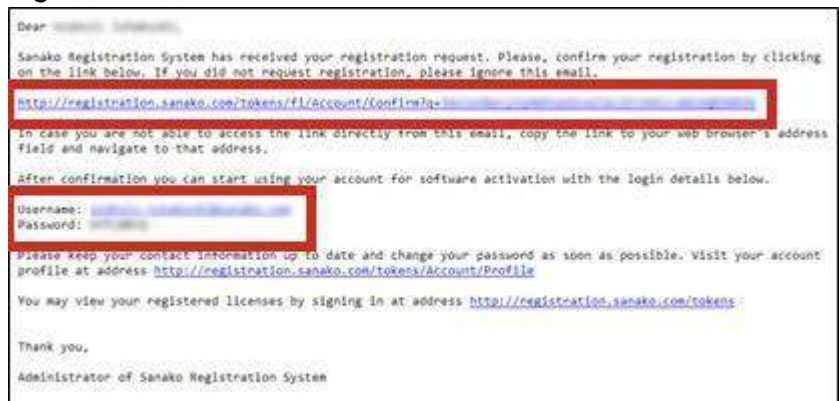 Dear
Sanako Registration System has received your registration request. Please, confirm your registration by clicking
on the link below. If you did not request registration, please ignore this email.
http://registration.sanako.com/tokens/fi/Account/Confirm?q=
In case you are not able to access the link directly from this email, copy the link to your web browser's address
field and navigate to that address.
After confirmation you can start using your account for software activation with the login details below.
Username:
Password:
Please keep your contact information up to date and change your password as soon as possible. Visit your account
profile at address http://registration.sanako.com/tokens/Account/Profile
You may view your registered licenses by signing in at address http://registration.sanako.com/tokens
Thank you,
Administrator of Sanako Registration System